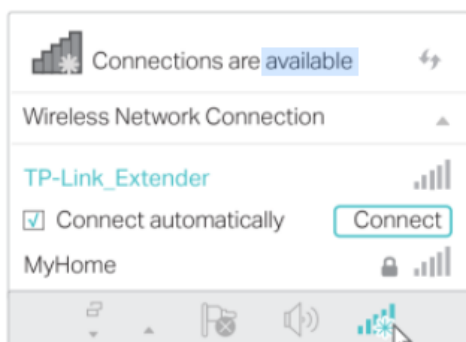 Connections are available
Wireless Network Connection
TP-Link_Extender
Connect automatically Connect
MyHome